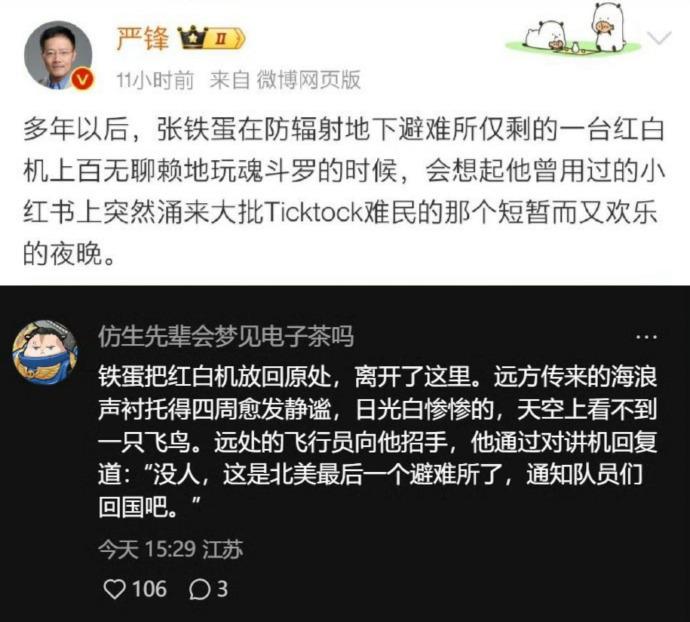 严锋 II
11小时前 来自 微博网页版
多年以后，张铁蛋在防辐射地下避难所仅剩的一台红白
机上百无聊赖地玩魂斗罗的时候，会想起他曾用过的小
红书上突然涌来大批Ticktock难民的那个短暂而又欢乐
的夜晚。
仿生先辈会梦见电子茶吗
铁蛋把红白机放回原处，离开了这里。远方传来的海浪
声衬托得四周愈发静谧，日光白惨惨的，天空上看不到
一只飞鸟。远处的飞行员向他招手，他通过对讲机回复
道：“没人，这是北美最后一个避难所了，通知队员们
回国吧。”
今天 15:29 江苏
106 3